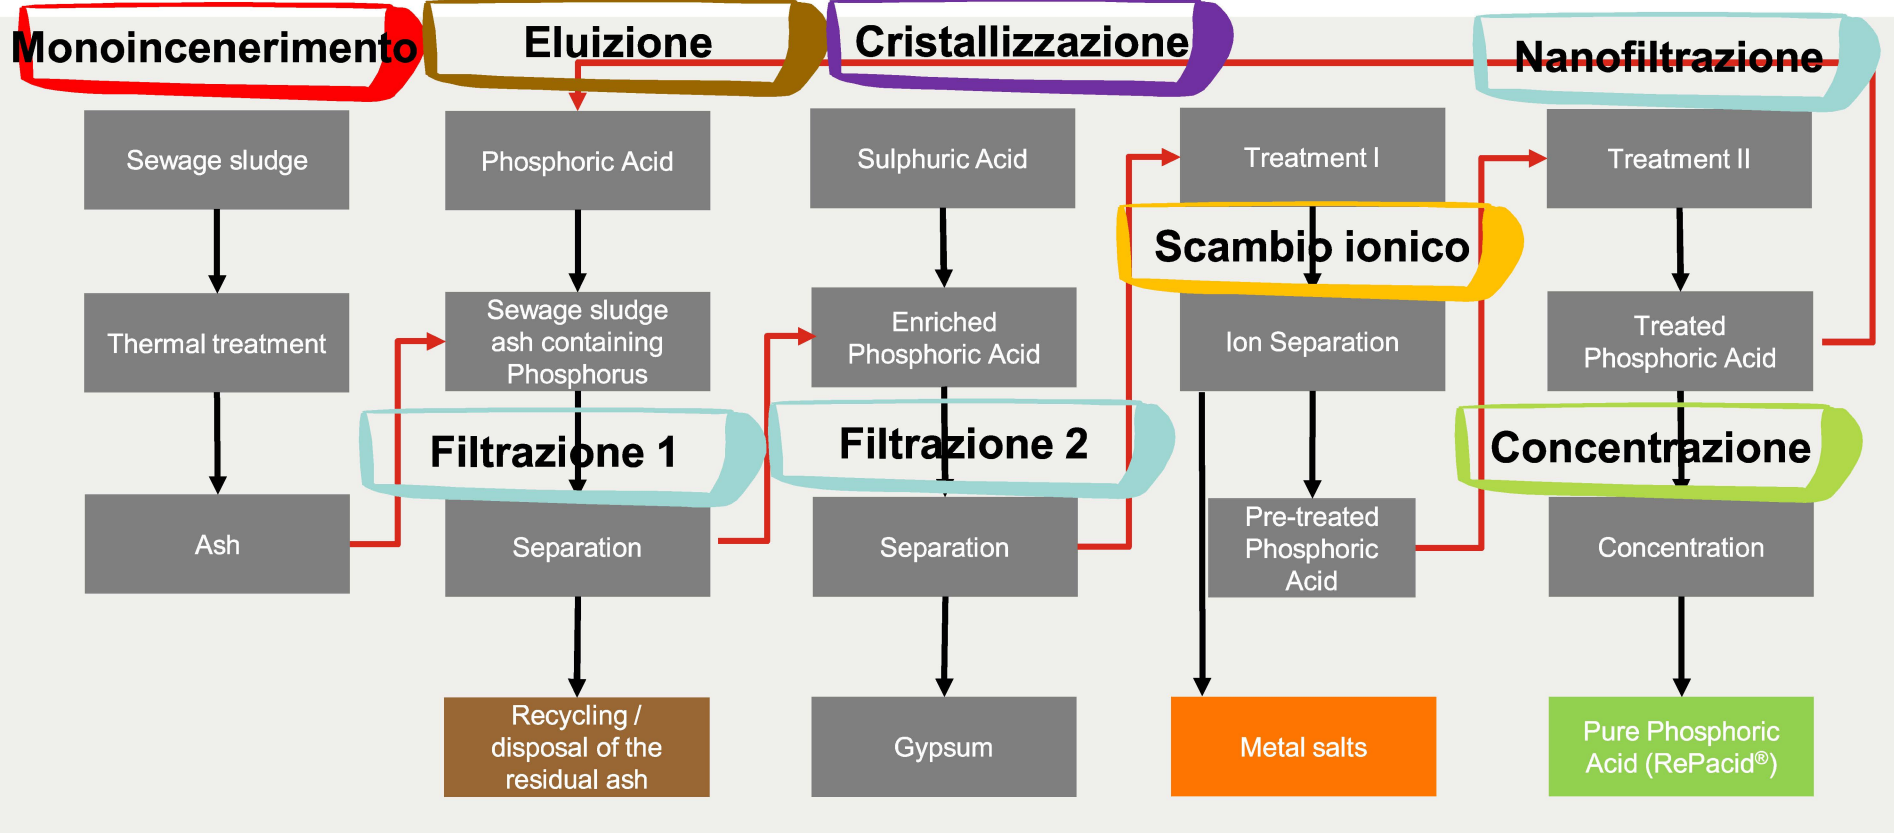 Monoincenerimento
Eluizione
Cristallizzazione
Nanofiltrazione
Sewage sludge
Phosphoric Acid
Sulphuric Acid
Treatment I
Treatment II
Scambio ionico
Thermal treatment
Sewage sludge
ash containing
Phosphorus
Enriched
Phosphoric Acid
Ion Separation
Treated
Phosphoric Acid
Filtrazione 1
Filtrazione 2
Concentrazione
Ash
Separation
Separation
Pre-treated
Phosphoric
Acid
Concentration
Recycling /
disposal of the
residual ash
Gypsum
Metal salts
Pure Phosphoric
Acid (RePacid®)